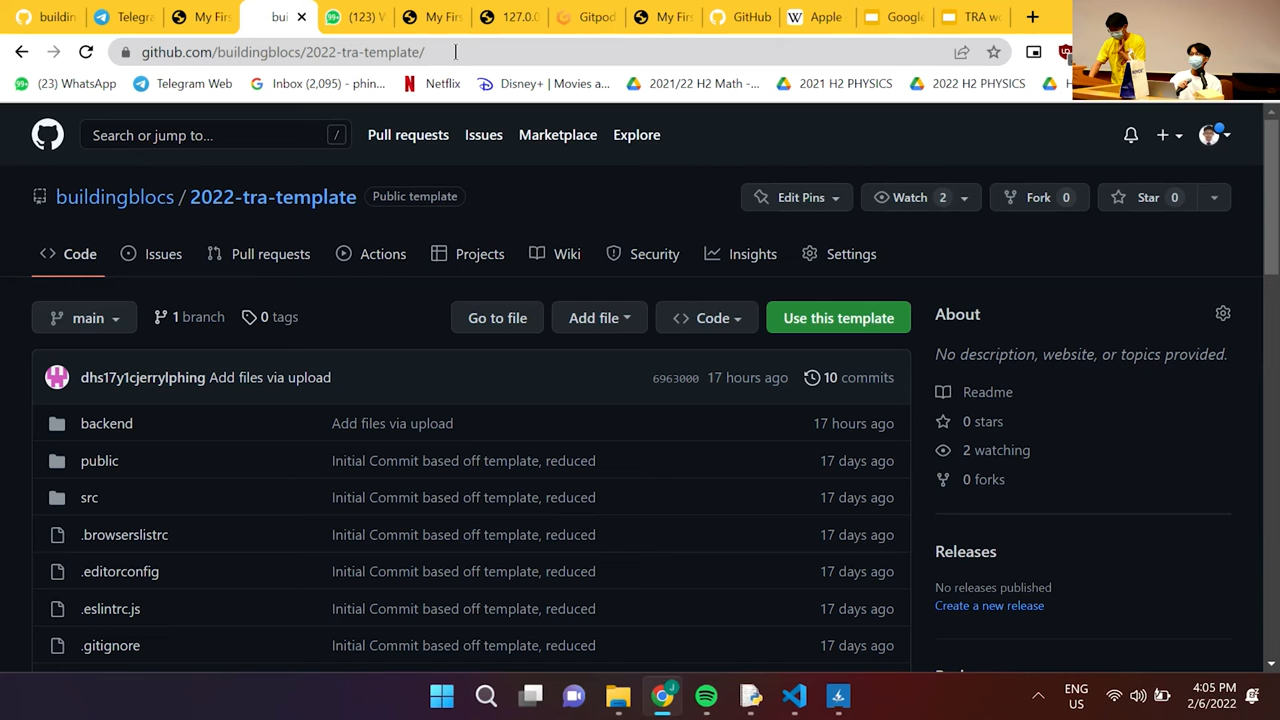 buildin
Telegra
My Firs
bui
(123) W
My Firs
127.0.0
Gitpod
My Firs
GitHub
Apple
Google
TRA wo
github.com/buildingblocs/2022-tra-template/
(23) WhatsApp
Telegram Web
Inbox (2,095) - phin...
Netflix
Disney+ | Movies a...
2021/22 H2 Math -...
2021 H2 PHYSICS
2022 H2 PHYSICS
Search or jump to...
/
Pull requests
Issues
Marketplace
Explore
buildingblocs / 2022-tra-template
Public template
Edit Pins
Watch 2
Fork 0
Star 0
Code
Issues
Pull requests
Actions
Projects
Wiki
Security
Insights
Settings
main
1 branch
0 tags
Go to file
Add file
Code
Use this template
dhs17y1cjerrylphing Add files via upload
6963000 17 hours ago
10 commits
backend
Add files via upload
17 hours ago
public
Initial Commit based off template, reduced
17 days ago
src
Initial Commit based off template, reduced
17 days ago
.browserslistrc
Initial Commit based off template, reduced
17 days ago
.editorconfig
Initial Commit based off template, reduced
17 days ago
.eslintrc.js
Initial Commit based off template, reduced
17 days ago
.gitignore
Initial Commit based off template, reduced
17 days ago
About
No description, website, or topics provided.
Readme
0 stars
2 watching
0 forks
Releases
No releases published
Create a new release
ENG
US
4:05 PM
2/6/2022